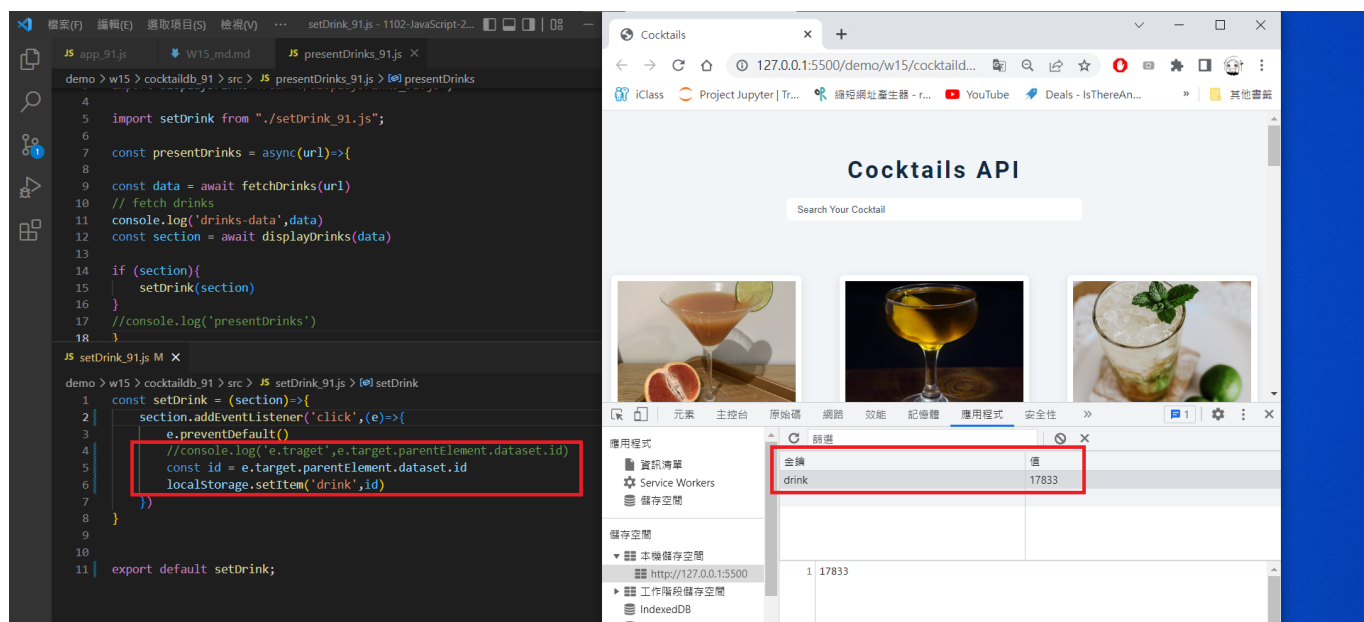 檔案(F) 編輯(E) 選取項目(S) 檢視(V) ··· setDrink_91.js - 1102-JavaScript-2...
JS app_91.js W15_md.md JS presentDrinks_91.js
demo > w15 > cocktaildb_91 > src > JS presentDrinks_91.js > presentDrinks
4
5 import setDrink from "./setDrink_91.js";
6
7 const presentDrinks = async(url)=>{
8
9 const data = await fetchDrinks(url)
10 // fetch drinks
11 console.log('drinks-data',data)
12 const section = await displayDrinks(data)
13
14 if (section){
15 setDrink(section)
16 }
17 //console.log('presentDrinks')
18 }
JS setDrink_91.js M
demo > w15 > cocktaildb_91 > src > JS setDrink_91.js > setDrink
1 const setDrink = (section)=>{
2 section.addEventListener('click',(e)=>{
3 e.preventDefault()
4 //console.log('e.traget',e.target.parentElement.dataset.id)
5 const id = e.target.parentElement.dataset.id
6 localStorage.setItem('drink',id)
7 })
8 }
9
10
11 export default setDrink;
1
Cocktails
127.0.0.1:5500/demo/w15/cocktaild...
iClass Project Jupyter | Tr... 縮短網址產生器 - r... YouTube Deals - IsThereAn... » 其他書籤
Cocktails API
Search Your Cocktail
元素 主控台 原始碼 網路 效能 記憶體 應用程式 安全性 » 1
應用程式
資訊清單
Service Workers
儲存空間
儲存空間
本機儲存空間
http://127.0.0.1:5500
工作階段儲存空間
IndexedDB
篩選
金鑰 值
drink 17833
1 17833